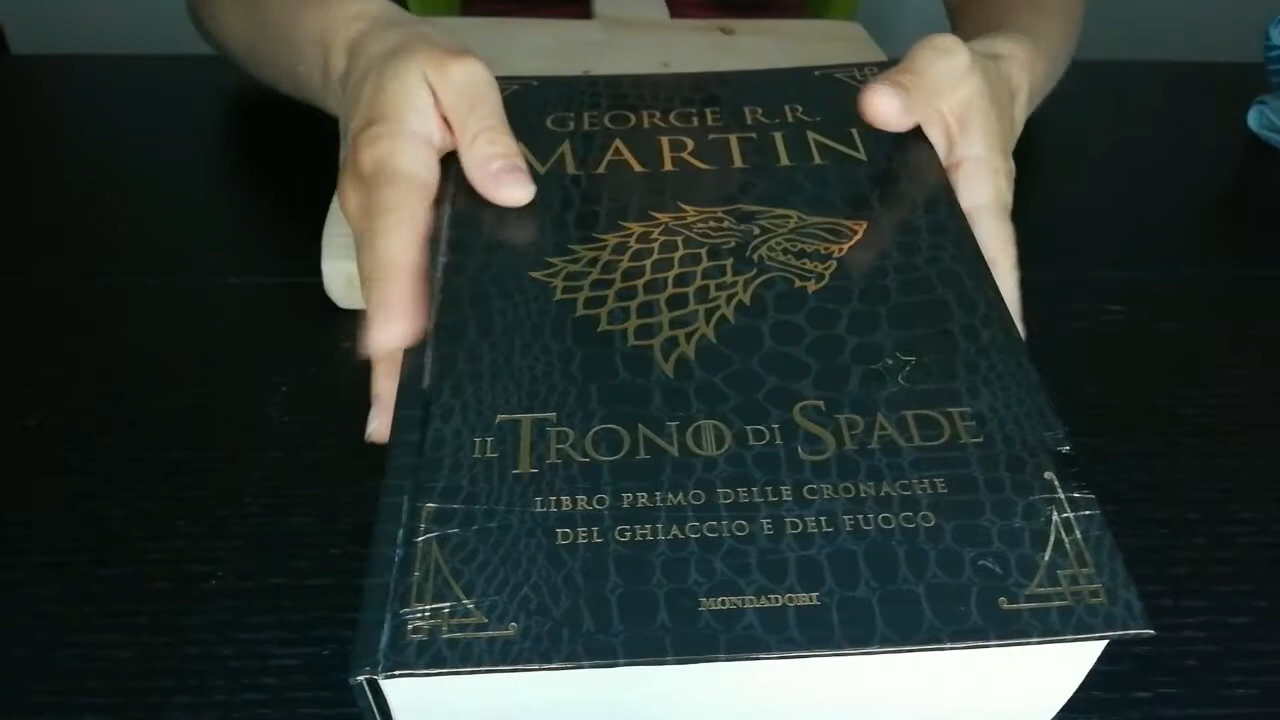 GEORGE R.R.
MARTIN
IL TRONO DI SPADE
LIBRO PRIMO DELLE CRONACHE
DEL GHIACCIO E DEL FUOCO
MONDADORI